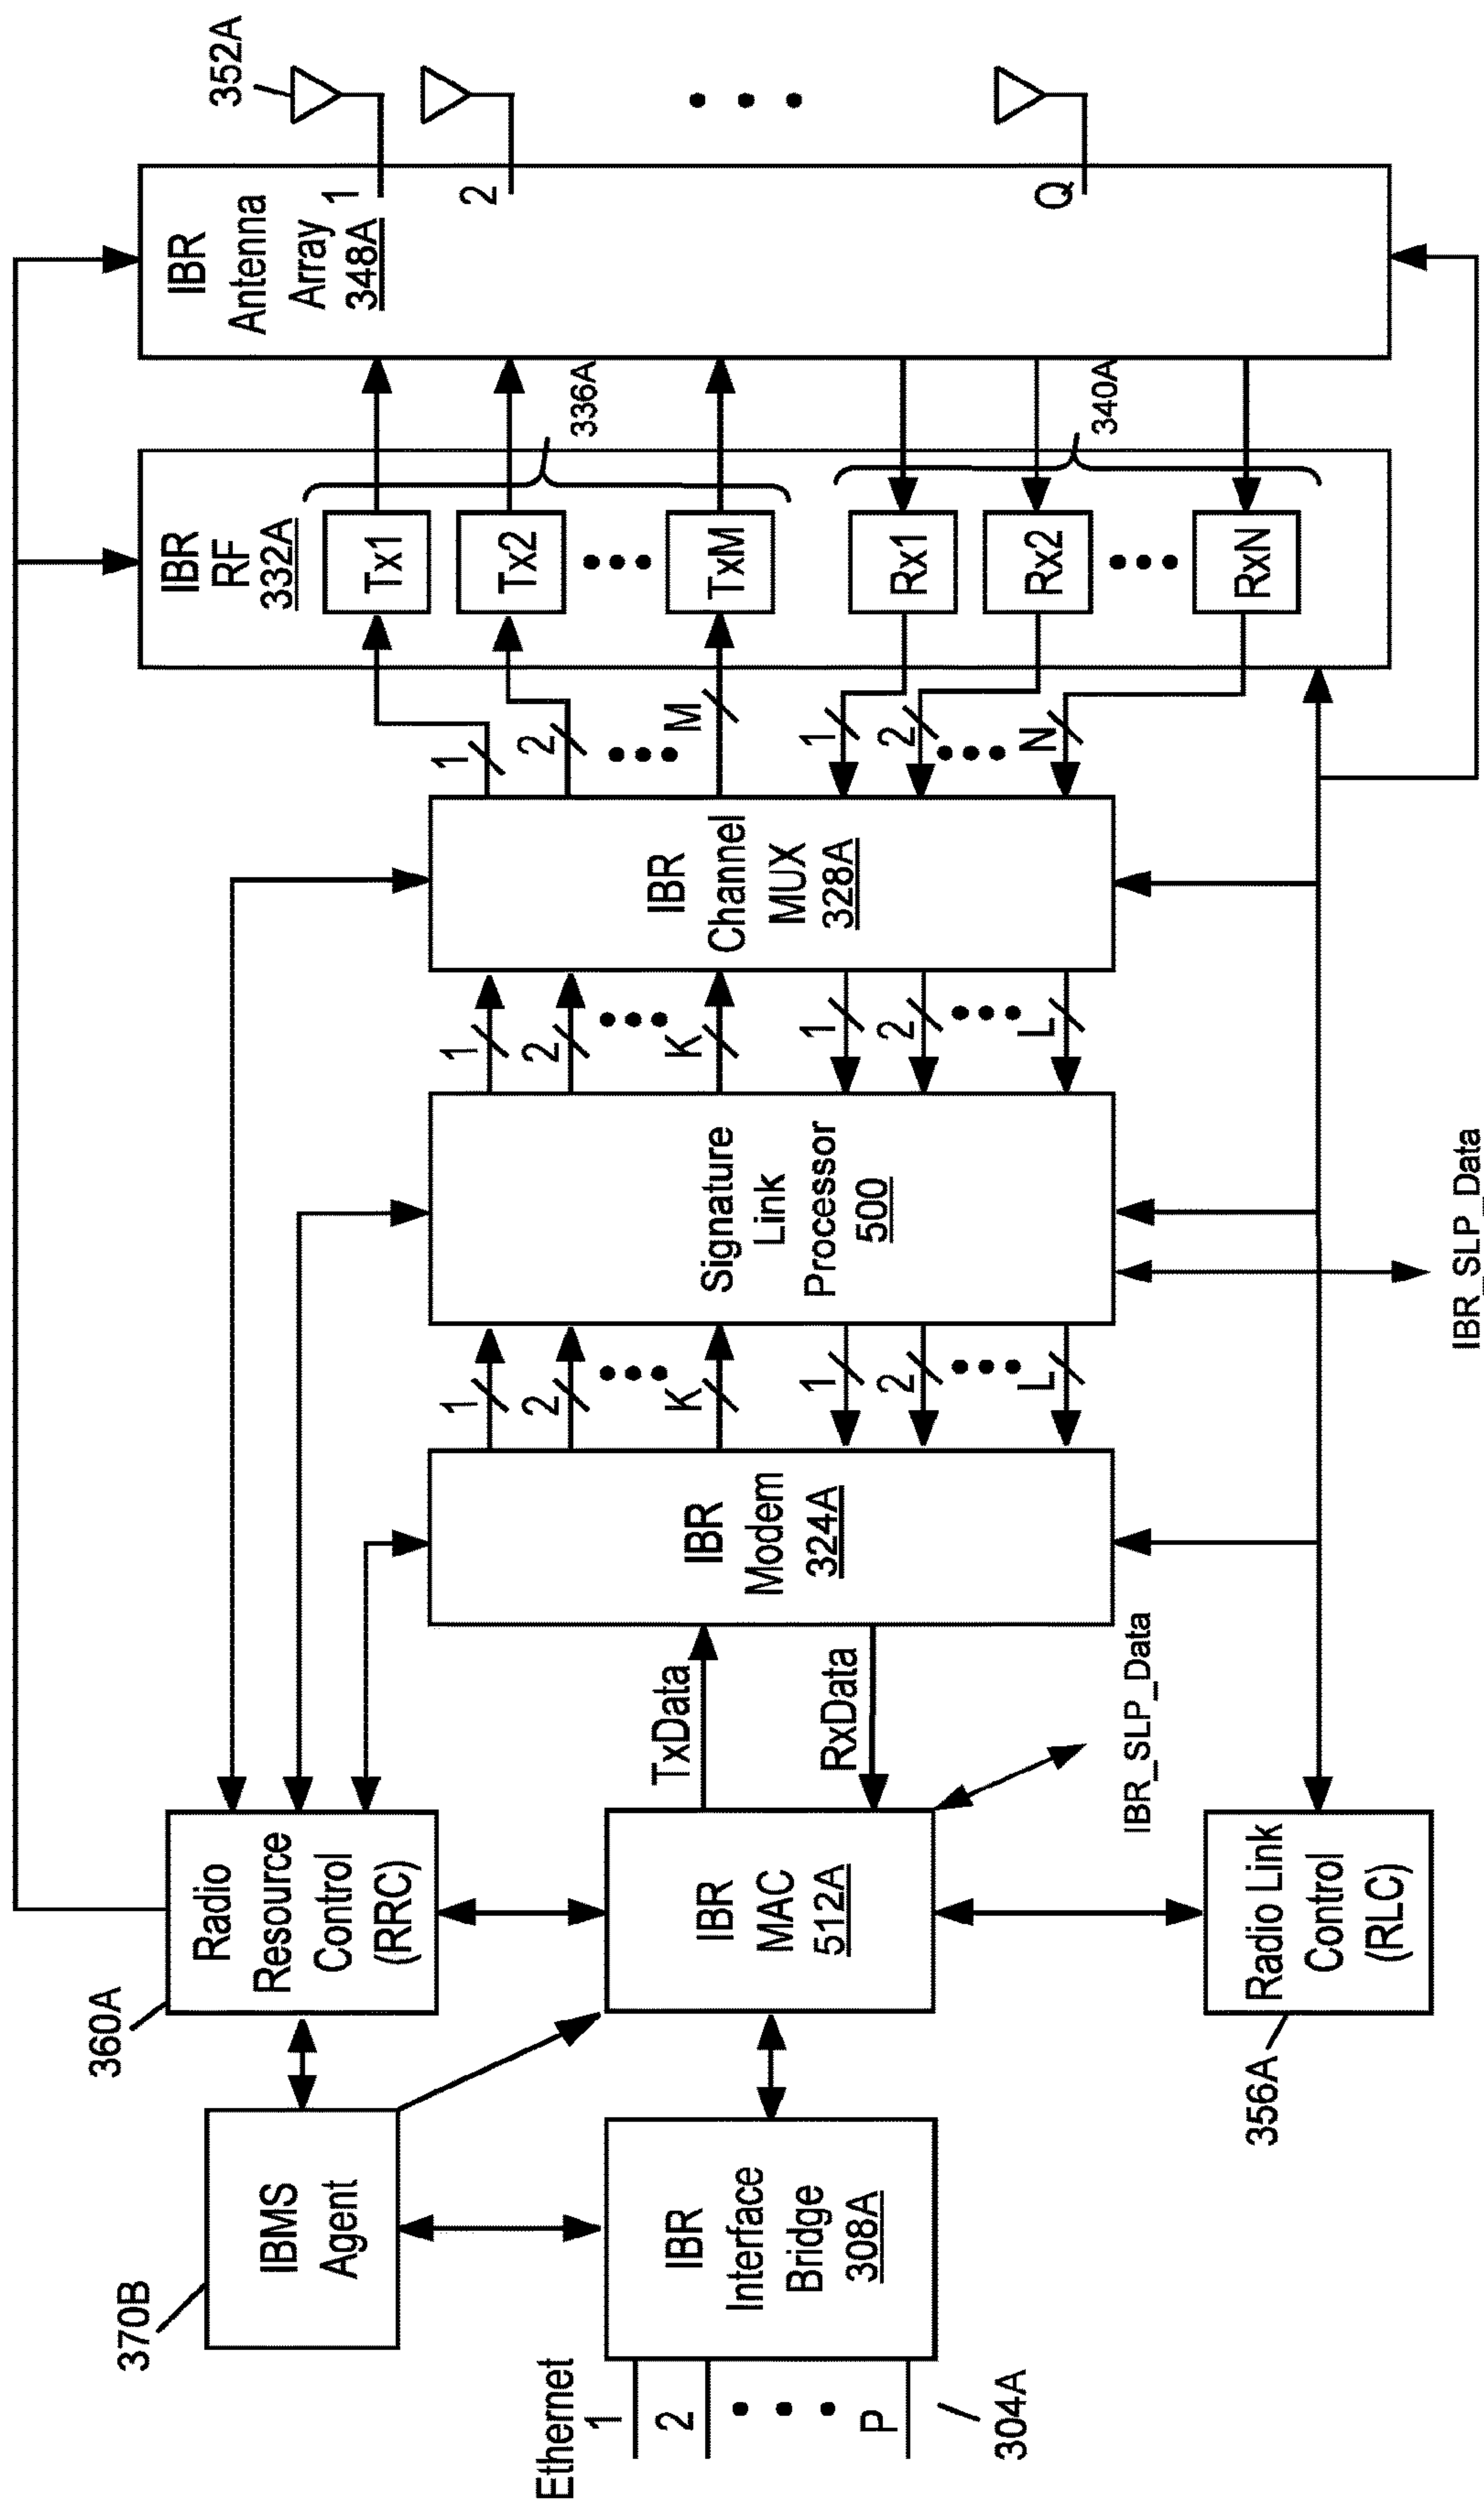 370B
IBMS
Agent
360A
Radio
Resource
Control
(RRC)
Ethernet
1
2
P
304A
IBR
Interface
Bridge
308A
IBR
MAC
512A
TxData
RxData
IBR_SLP_Data
356A
Radio Link
Control
(RLC)
IBR
Modem
324A
1
2
K
1
2
L
Signature
Link
Processor
500
IBR_SLP_Data
1
2
K
1
2
L
IBR
Channel
MUX
328A
1
2
M
1
2
N
IBR
RF
332A
Tx1
Tx2
TxM
336A
Rx1
Rx2
RxN
340A
IBR
Antenna
Array
348A
1
2
Q
352A